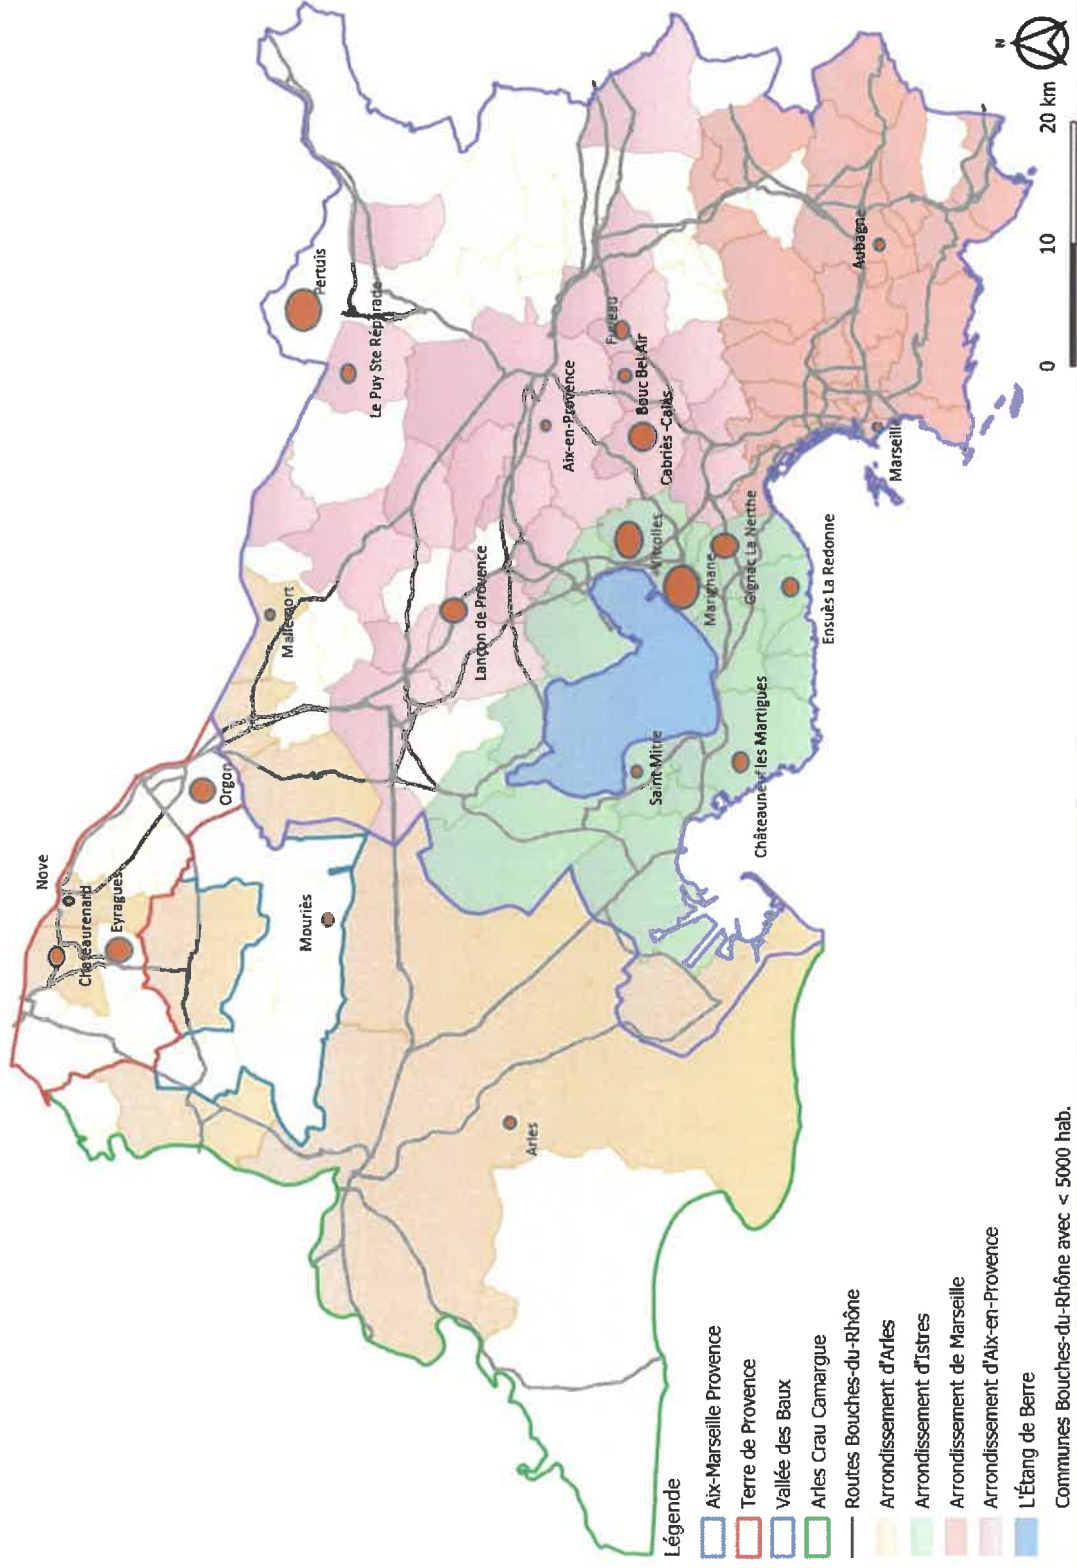 Nove
Chateaurenard
Eyragues
Orgon
Mouriès
Mallemort
Pertuis
Le Puy Ste Réparade
Lançon de Provence
Aix-en-Provence
Fuveau
Bouc Bel Air
Cabriès -Calas
Vitrolles
Marignane
Gignac La Nerthe
Ensuès La Redonne
Saint Mitre
Châteauneuf les Martigues
Marseille
Aubagne
Arles
N
0 10 20 km
Légende
Aix-Marseille Provence
Terre de Provence
Vallée des Baux
Arles Crau Camargue
Routes Bouches-du-Rhône
Arrondissement d'Arles
Arrondissement d'Istres
Arrondissement de Marseille
Arrondissement d'Aix-en-Provence
L'Étang de Berre
Communes Bouches-du-Rhône avec < 5000 hab.